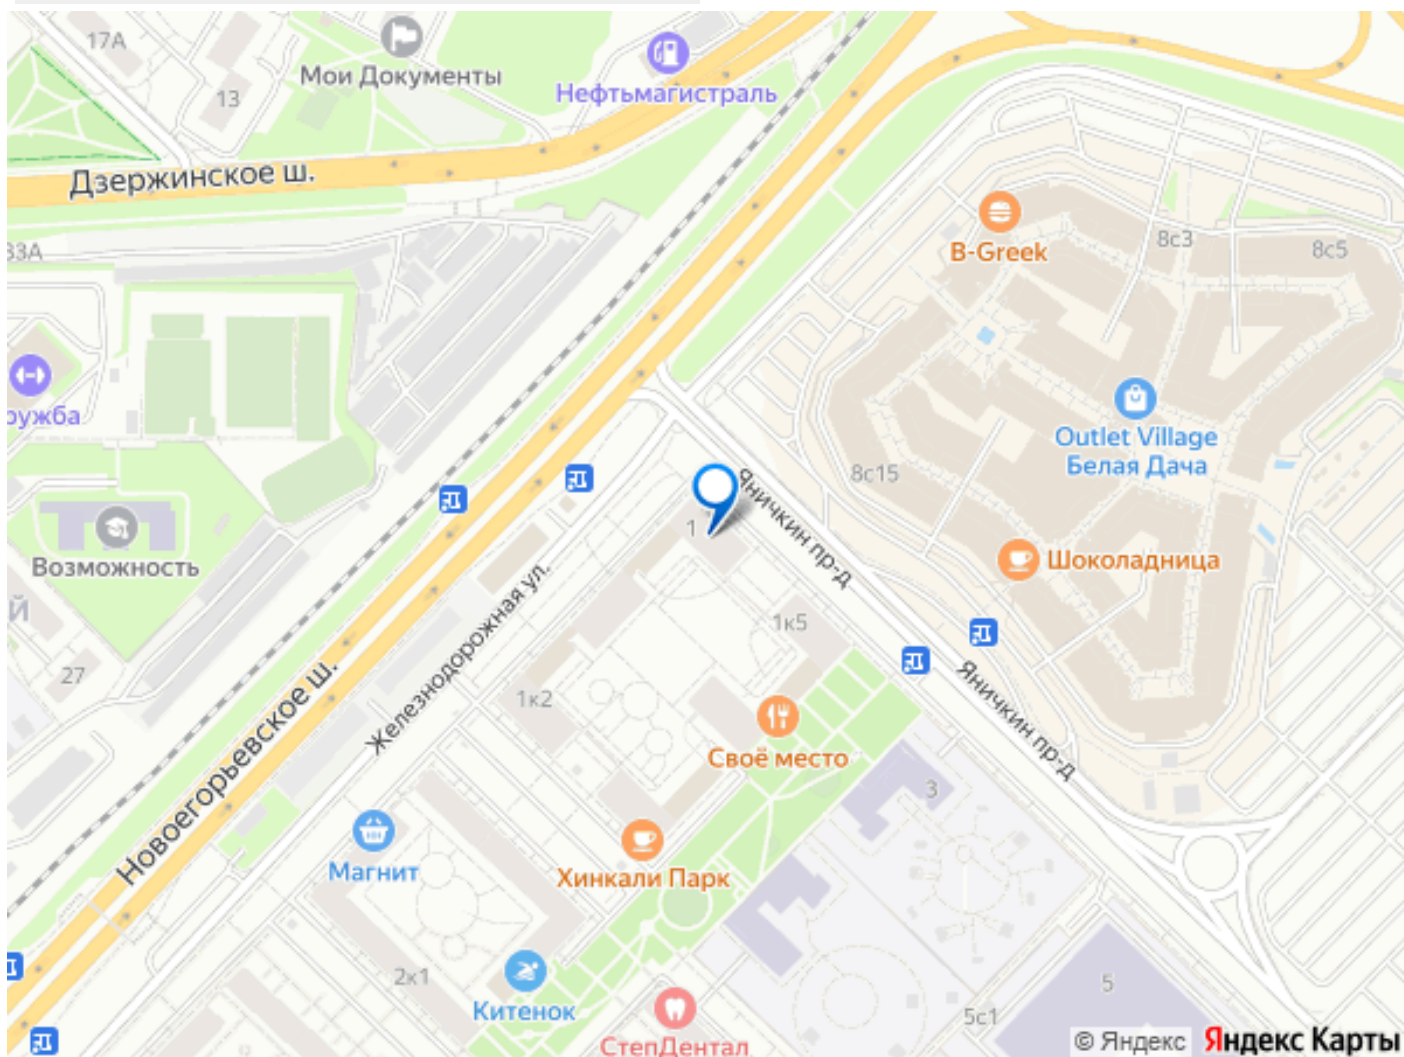 17А
Мои Документы
13
Нефтьмагистраль
Дзержинское ш.
33А
B-Greek
8с3
8с5
ружба
Outlet Village
Белая Дача
8с15
Яничкин пр-д
1
Возможность
Шоколадница
Железнодорожная ул.
1к5
Й
27
1к2
Яничкин пр-д
Новоегорьевское ш.
Своё место
3
Магнит
Хинкали Парк
2к1
Китенок
5
5с1
СтепДентал
© Яндекс Яндекс Карты